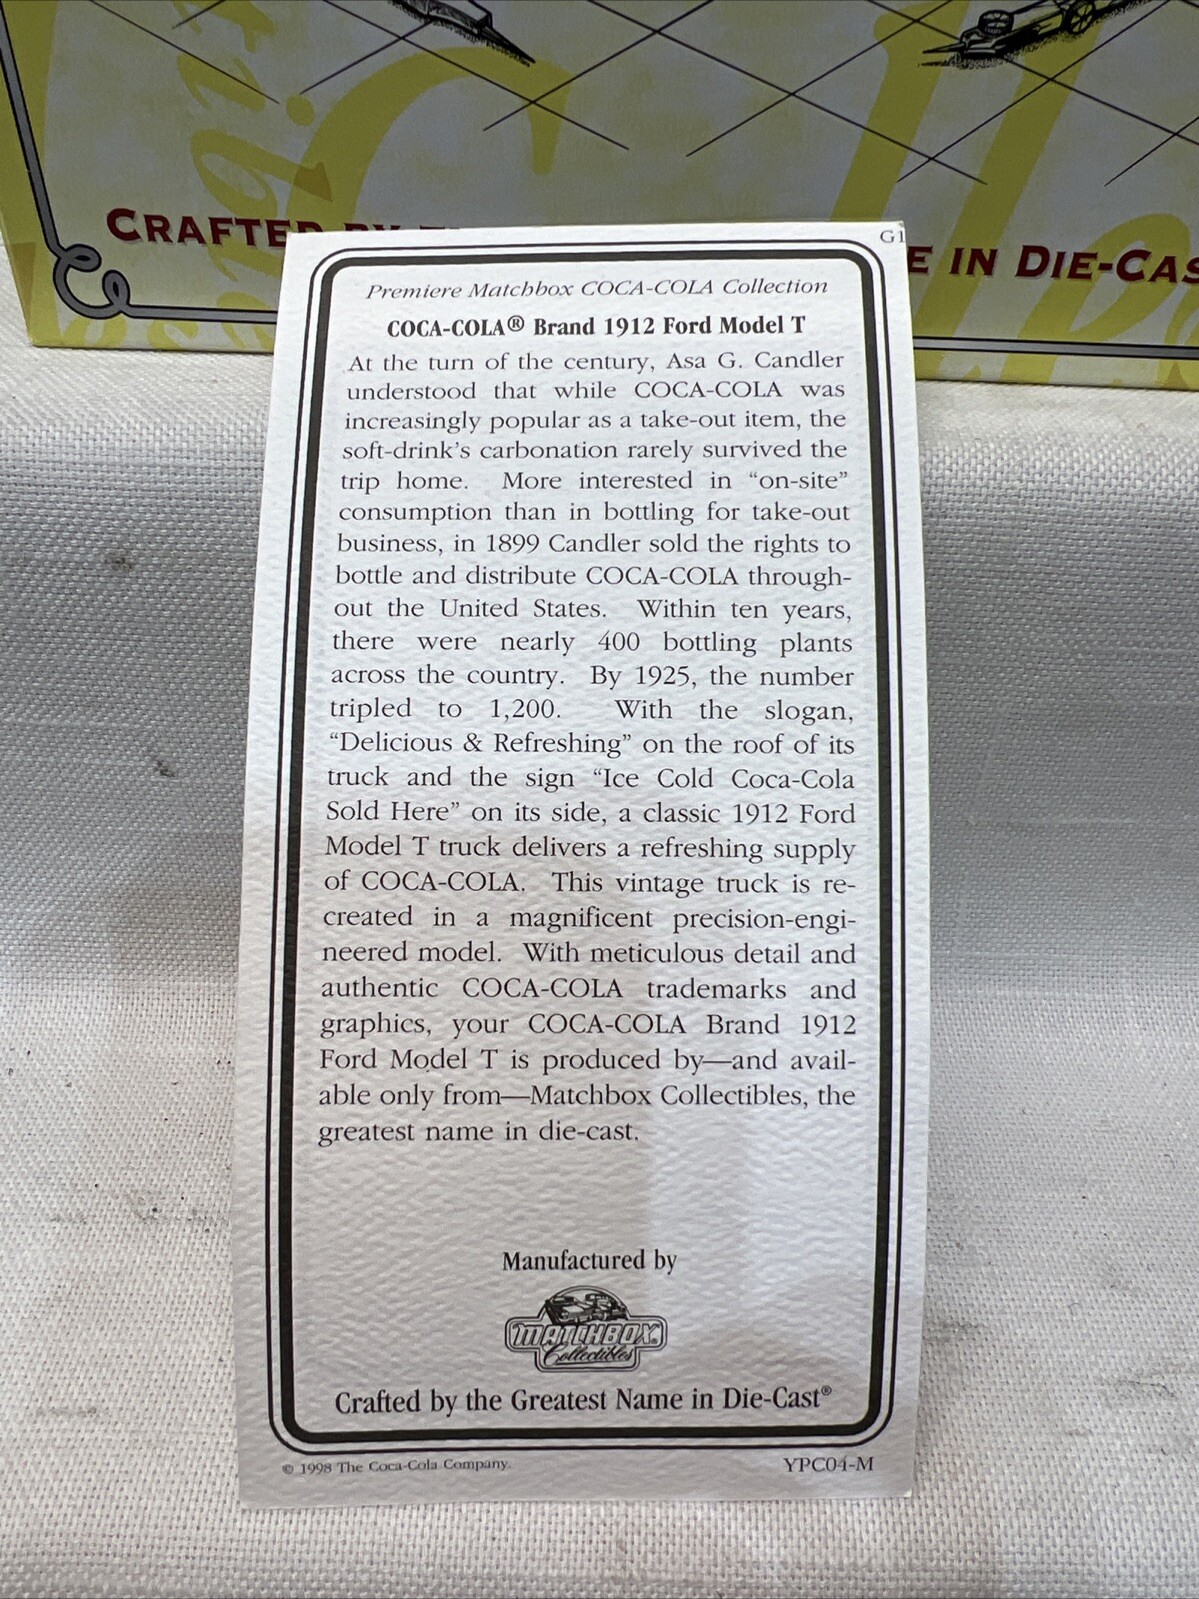 CRAFTED BY
E IN DIE-CAS
G1
Premiere Matchbox COCA-COLA Collection
COCA-COLA® Brand 1912 Ford Model T
At the turn of the century, Asa G. Candler
understood that while COCA-COLA was
increasingly popular as a take-out item, the
soft-drink's carbonation rarely survived the
trip home. More interested in “on-site”
consumption than in bottling for take-out
business, in 1899 Candler sold the rights to
bottle and distribute COCA-COLA through-
out the United States. Within ten years,
there were nearly 400 bottling plants
across the country. By 1925, the number
tripled to 1,200. With the slogan,
“Delicious & Refreshing” on the roof of its
truck and the sign “Ice Cold Coca-Cola
Sold Here” on its side, a classic 1912 Ford
Model T truck delivers a refreshing supply
of COCA-COLA. This vintage truck is re-
created in a magnificent precision-engi-
neered model. With meticulous detail and
authentic COCA-COLA trademarks and
graphics, your COCA-COLA Brand 1912
Ford Model T is produced by—and avail-
able only from—Matchbox Collectibles, the
greatest name in die-cast.
Manufactured by
MATCHBOX®
Collectibles
Crafted by the Greatest Name in Die-Cast®
© 1998 The Coca-Cola Company.
YPC04-M